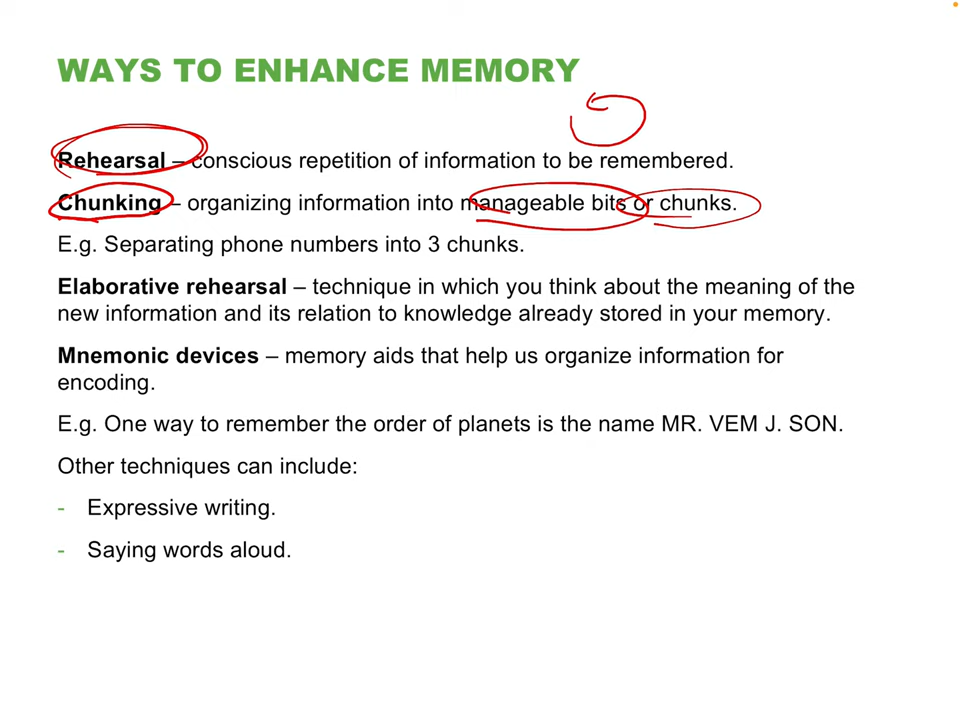 WAYS TO ENHANCE MEMORY
Rehearsal – conscious repetition of information to be remembered.
Chunking – organizing information into manageable bits or chunks.
E.g. Separating phone numbers into 3 chunks.
Elaborative rehearsal – technique in which you think about the meaning of the
new information and its relation to knowledge already stored in your memory.
Mnemonic devices – memory aids that help us organize information for
encoding.
E.g. One way to remember the order of planets is the name MR. VEM J. SON.
Other techniques can include:
- Expressive writing.
- Saying words aloud.